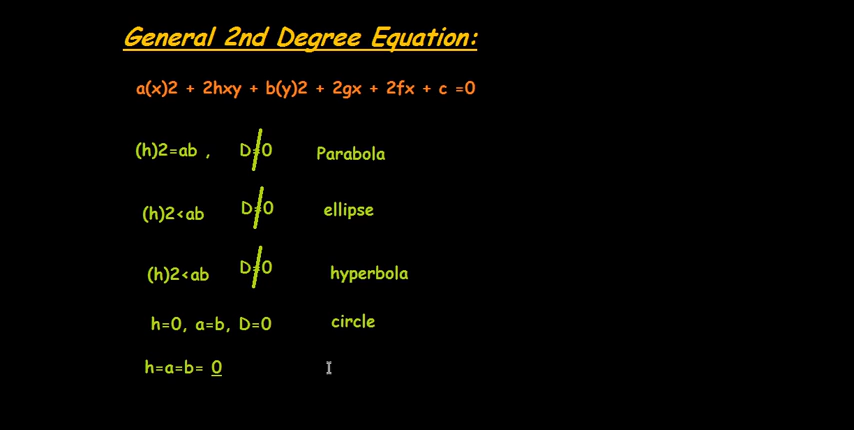 General 2nd Degree Equation:
a(x)2 + 2hxy + b(y)2 + 2gx + 2fx + c =0
(h)2=ab , D≠0 Parabola
(h)2<ab D≠0 ellipse
(h)2<ab D≠0 hyperbola
h=0, a=b, D=0 circle
h=a=b= 0